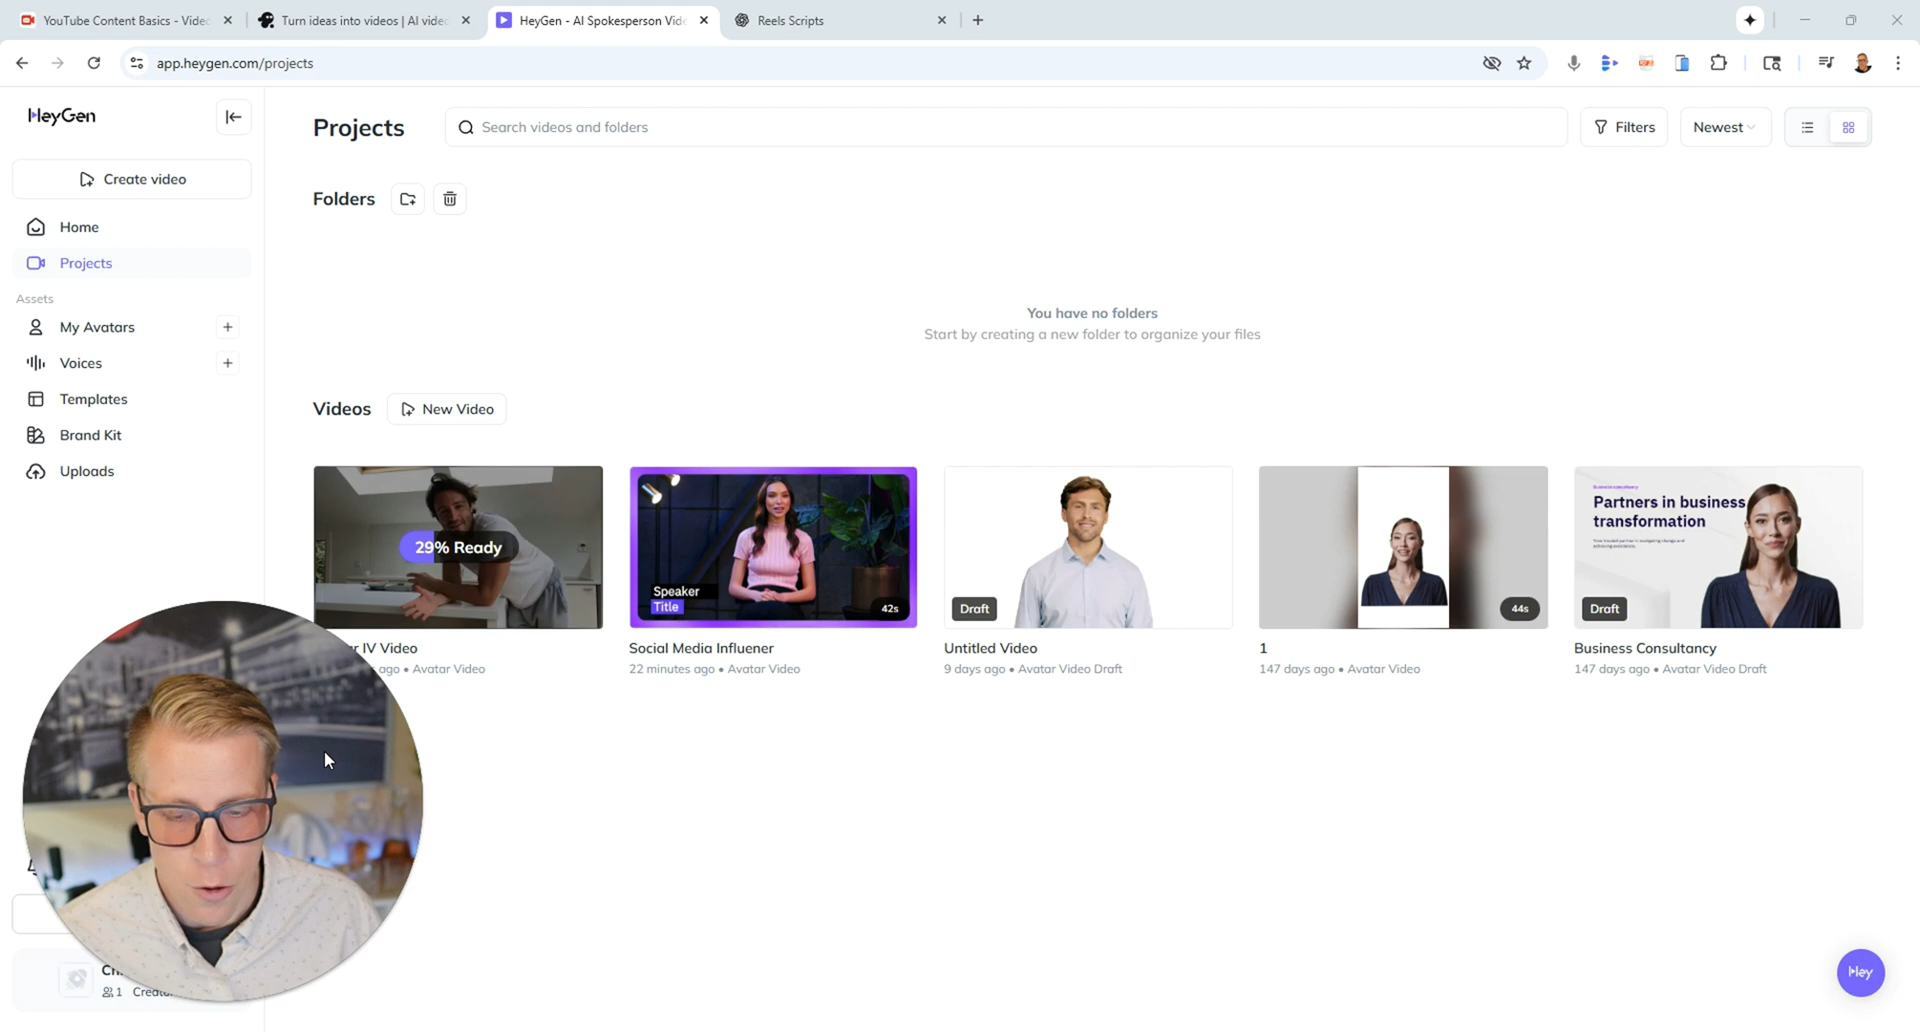 YouTube Content Basics - Video
Turn ideas into videos | AI video
HeyGen - AI Spokesperson Vide
Reels Scripts
app.heygen.com/projects
HeyGen
Create video
Home
Projects
Assets
My Avatars
Voices
Templates
Brand Kit
Uploads
Projects
Search videos and folders
Filters
Newest
Folders
You have no folders
Start by creating a new folder to organize your files
Videos
New Video
29% Ready
IV Video
ago • Avatar Video
Speaker
Title
42s
Social Media Influener
22 minutes ago • Avatar Video
Draft
Untitled Video
9 days ago • Avatar Video Draft
44s
1
147 days ago • Avatar Video
Partners in business
transformation
Draft
Business Consultancy
147 days ago • Avatar Video Draft
1
Hey